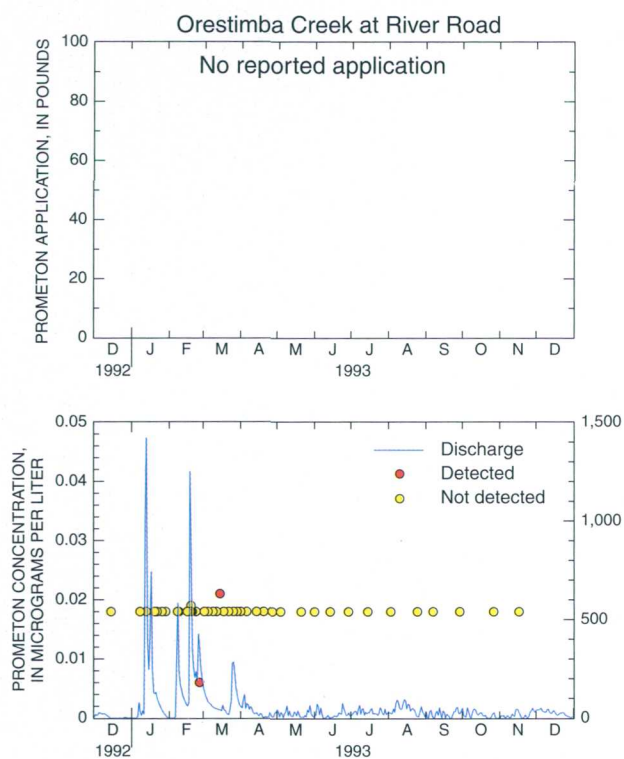 Orestimba Creek at River Road
No reported application
PROMETON APPLICATION, IN POUNDS
100
80
60
40
20
0
D J F M A M J J A S O N D
1992 1993
PROMETON CONCENTRATION,
IN MICROGRAMS PER LITER
0.05
0.04
0.03
0.02
0.01
0
1,500
1,000
500
0
Discharge
Detected
Not detected
D J F M A M J J A S O N D
1992 1993